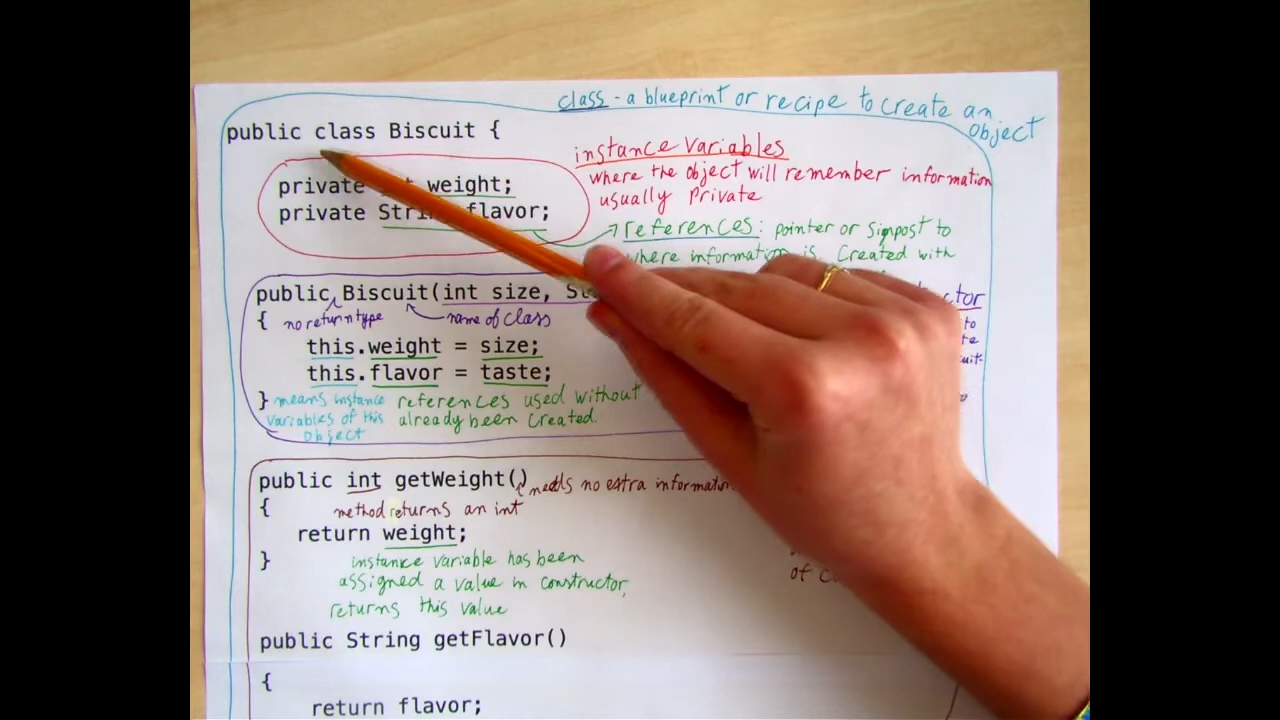 class - a blueprint or recipe to create an object
public class Biscuit {
instance variables
where the object will remember information
usually private
private weight;
private flavor;
references: pointer or signpost to
where information is created with
public Biscuit(int size,
{ no return type name of class
this.weight = size;
this.flavor = taste;
} means instance variables of this object
references used without
already been created.
public int getWeight() needs no extra information
{ method returns an int
return weight;
}
instance variable has been
assigned a value in constructor,
returns this value
public String getFlavor()
{
return flavor;